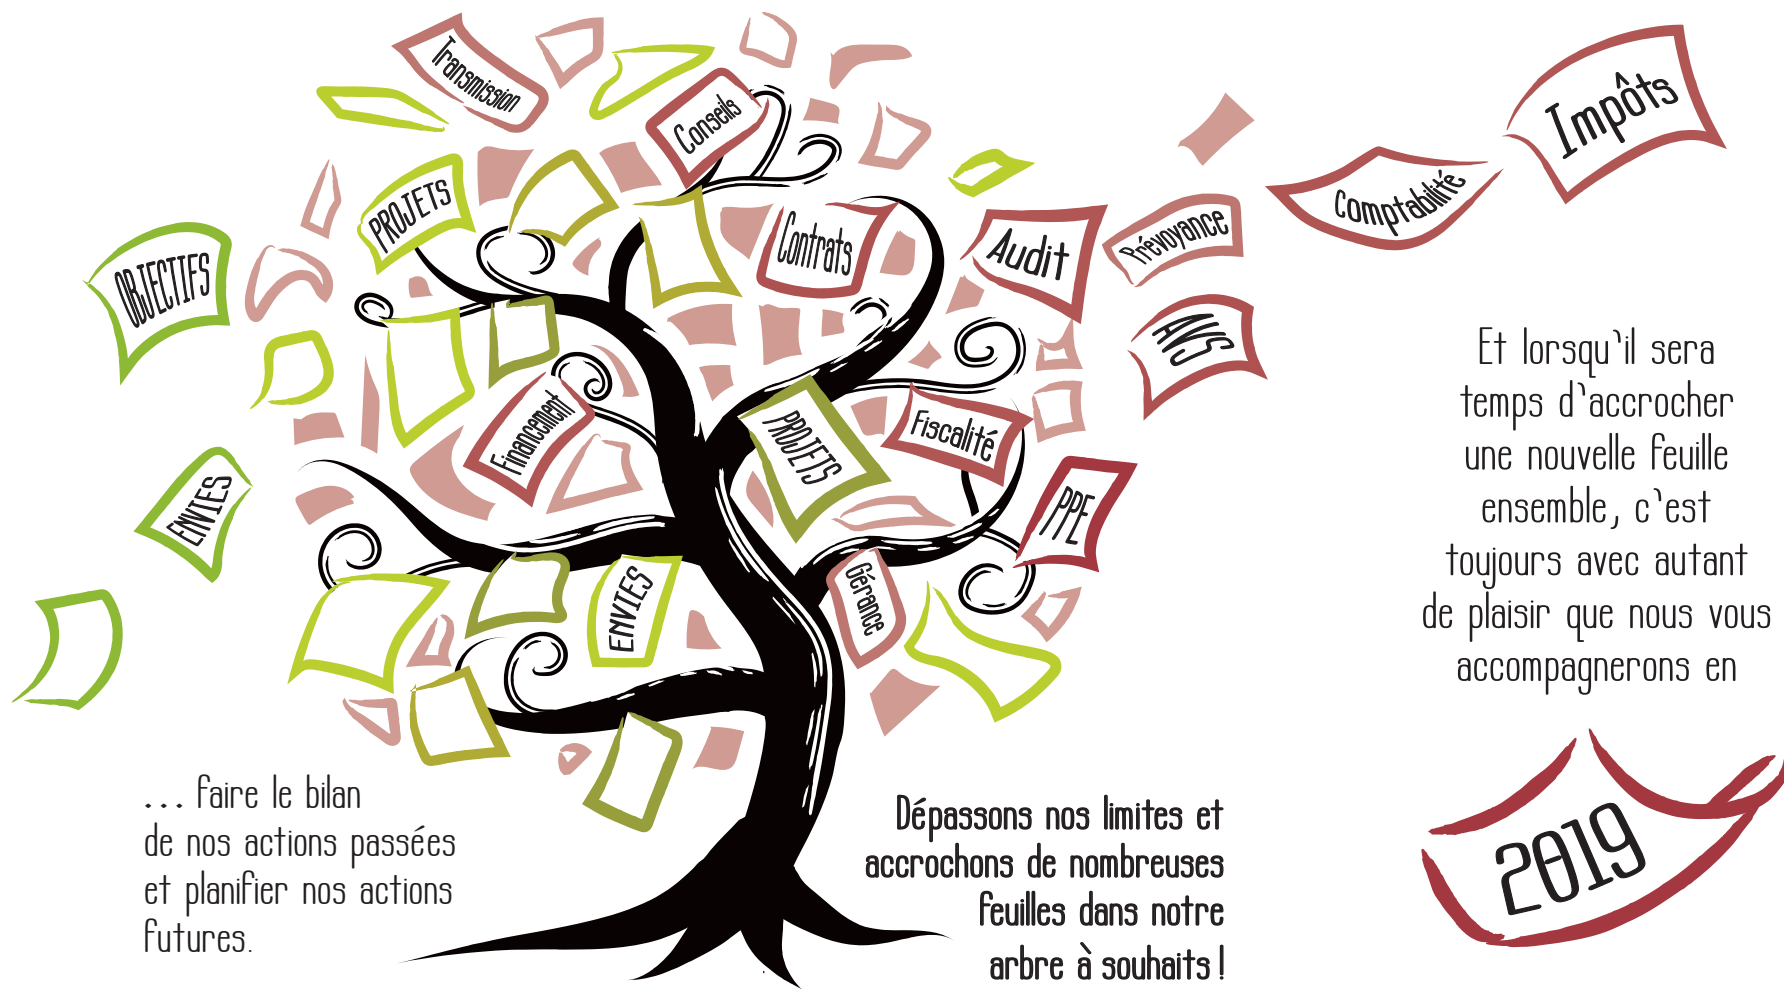 Transmission
Conseils
Impôts
Comptabilité
PROJETS
Contrats
Audit
Prévoyance
OBJECTIFS
AVS
Financement
PROJETS
Fiscalité
ENVIES
PPE
ENVIES
Gérance
Et lorsqu'il sera
temps d'accrocher
une nouvelle feuille
ensemble, c'est
toujours avec autant
de plaisir que nous vous
accompagnerons en
2019
... faire le bilan
de nos actions passées
et planifier nos actions
futures.
Dépassons nos limites et
accrochons de nombreuses
feuilles dans notre
arbre à souhaits !